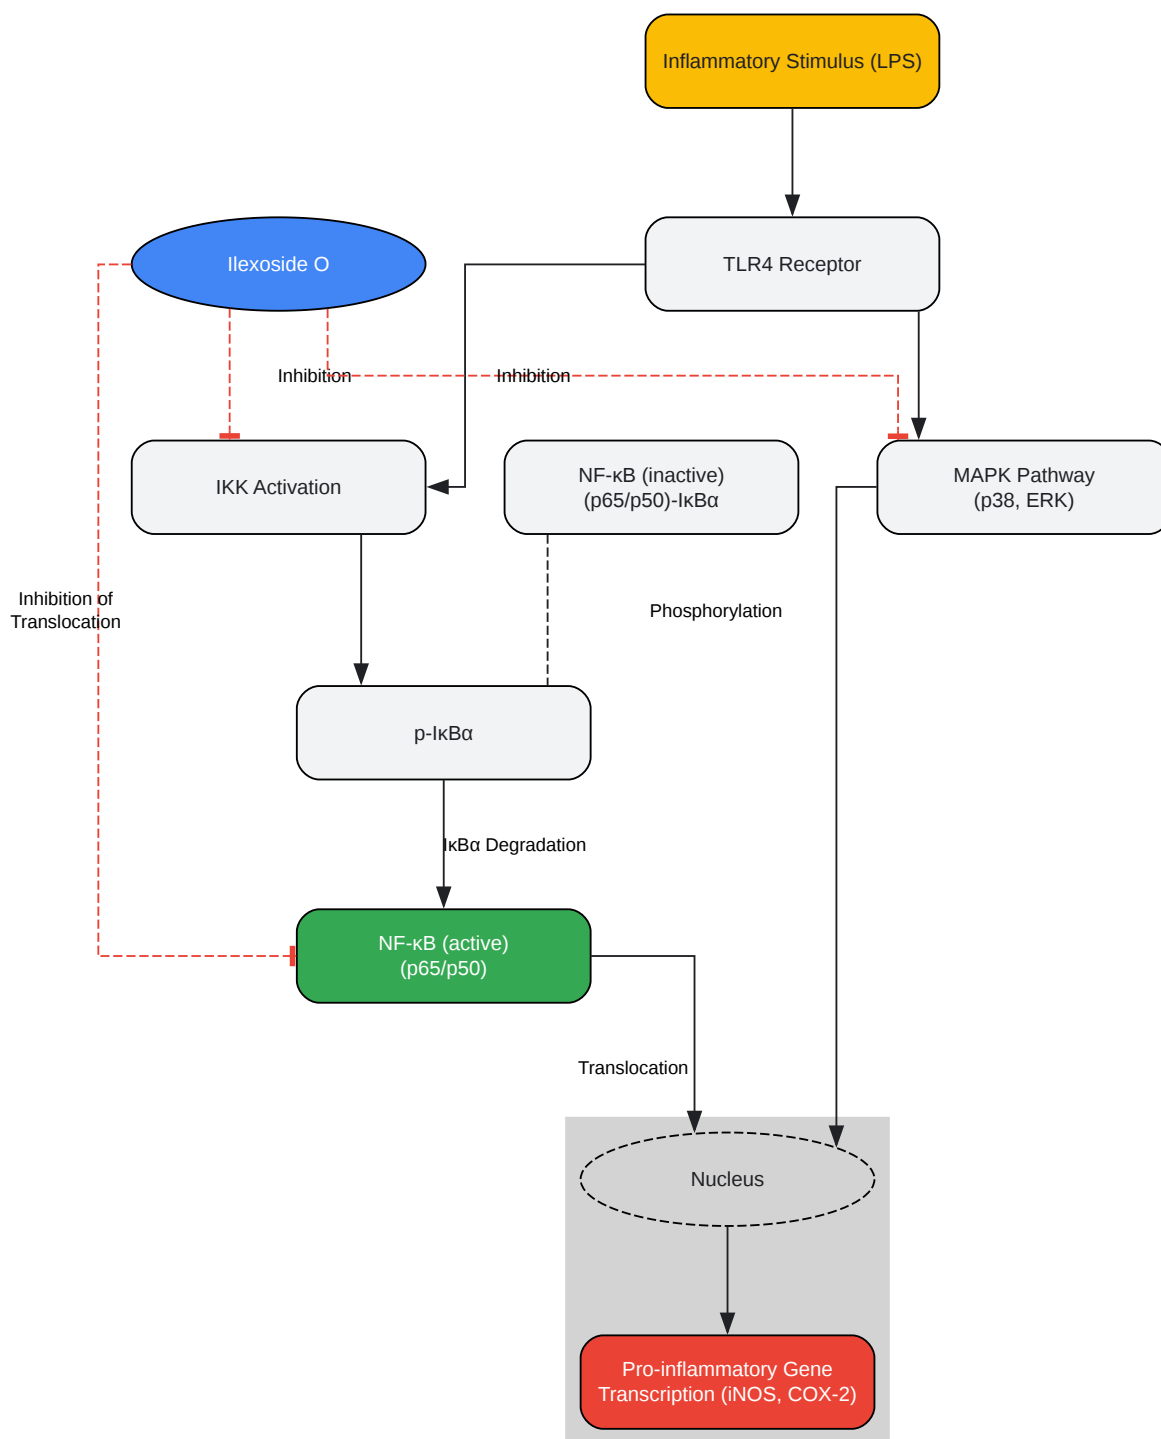 Inflammatory Stimulus (LPS)
Ilexoside O
TLR4 Receptor
Inhibition
Inhibition
IKK Activation
NF-κB (inactive)
(p65/p50)-IκBα
MAPK Pathway
(p38, ERK)
Inhibition of
Translocation
Phosphorylation
p-IκBα
IκBα Degradation
NF-κB (active)
(p65/p50)
Translocation
Nucleus
Pro-inflammatory Gene
Transcription (iNOS, COX-2)